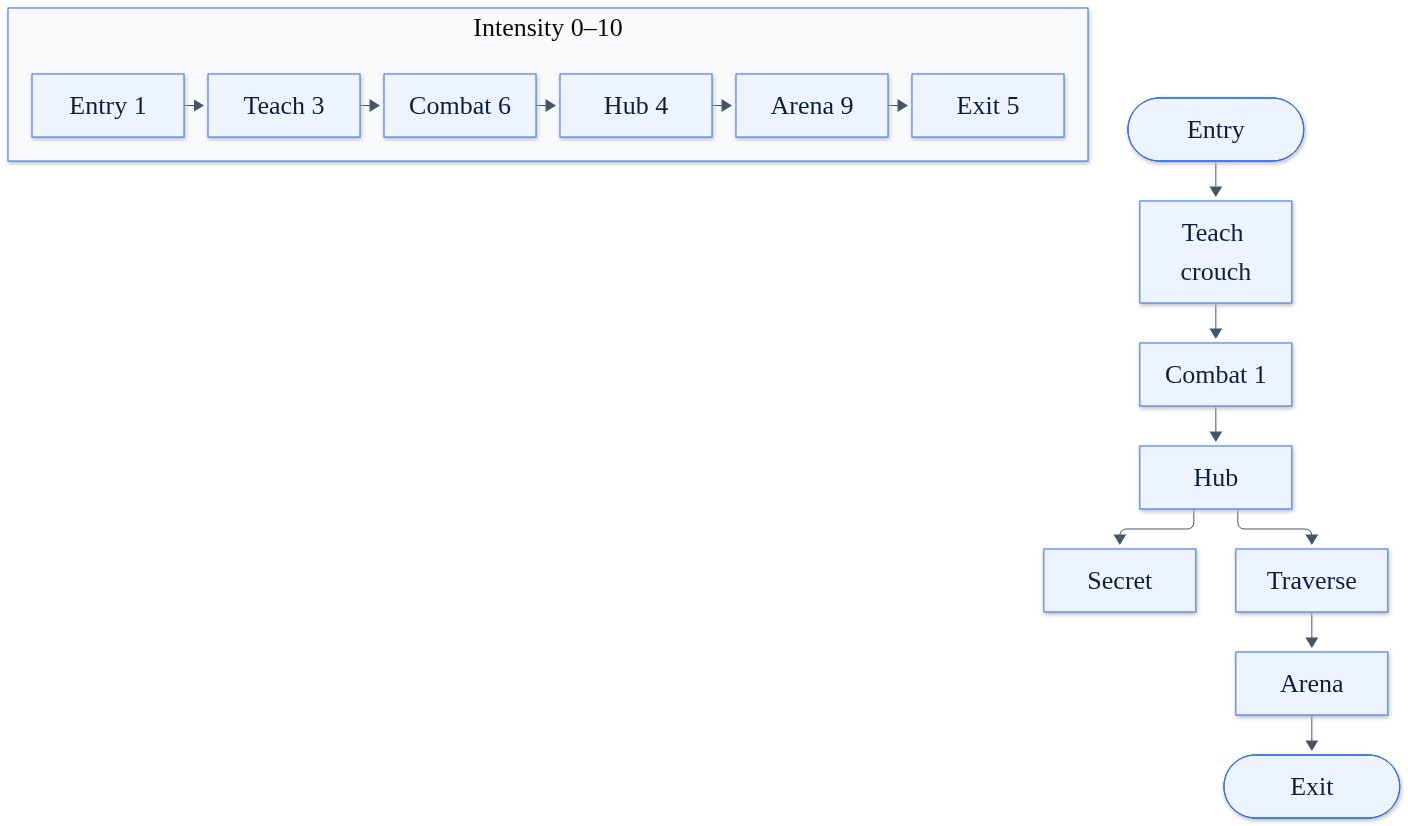 Intensity 0–10
Entry 1
Teach 3
Combat 6
Hub 4
Arena 9
Exit 5
Entry
Teach
crouch
Combat 1
Hub
Secret
Traverse
Arena
Exit